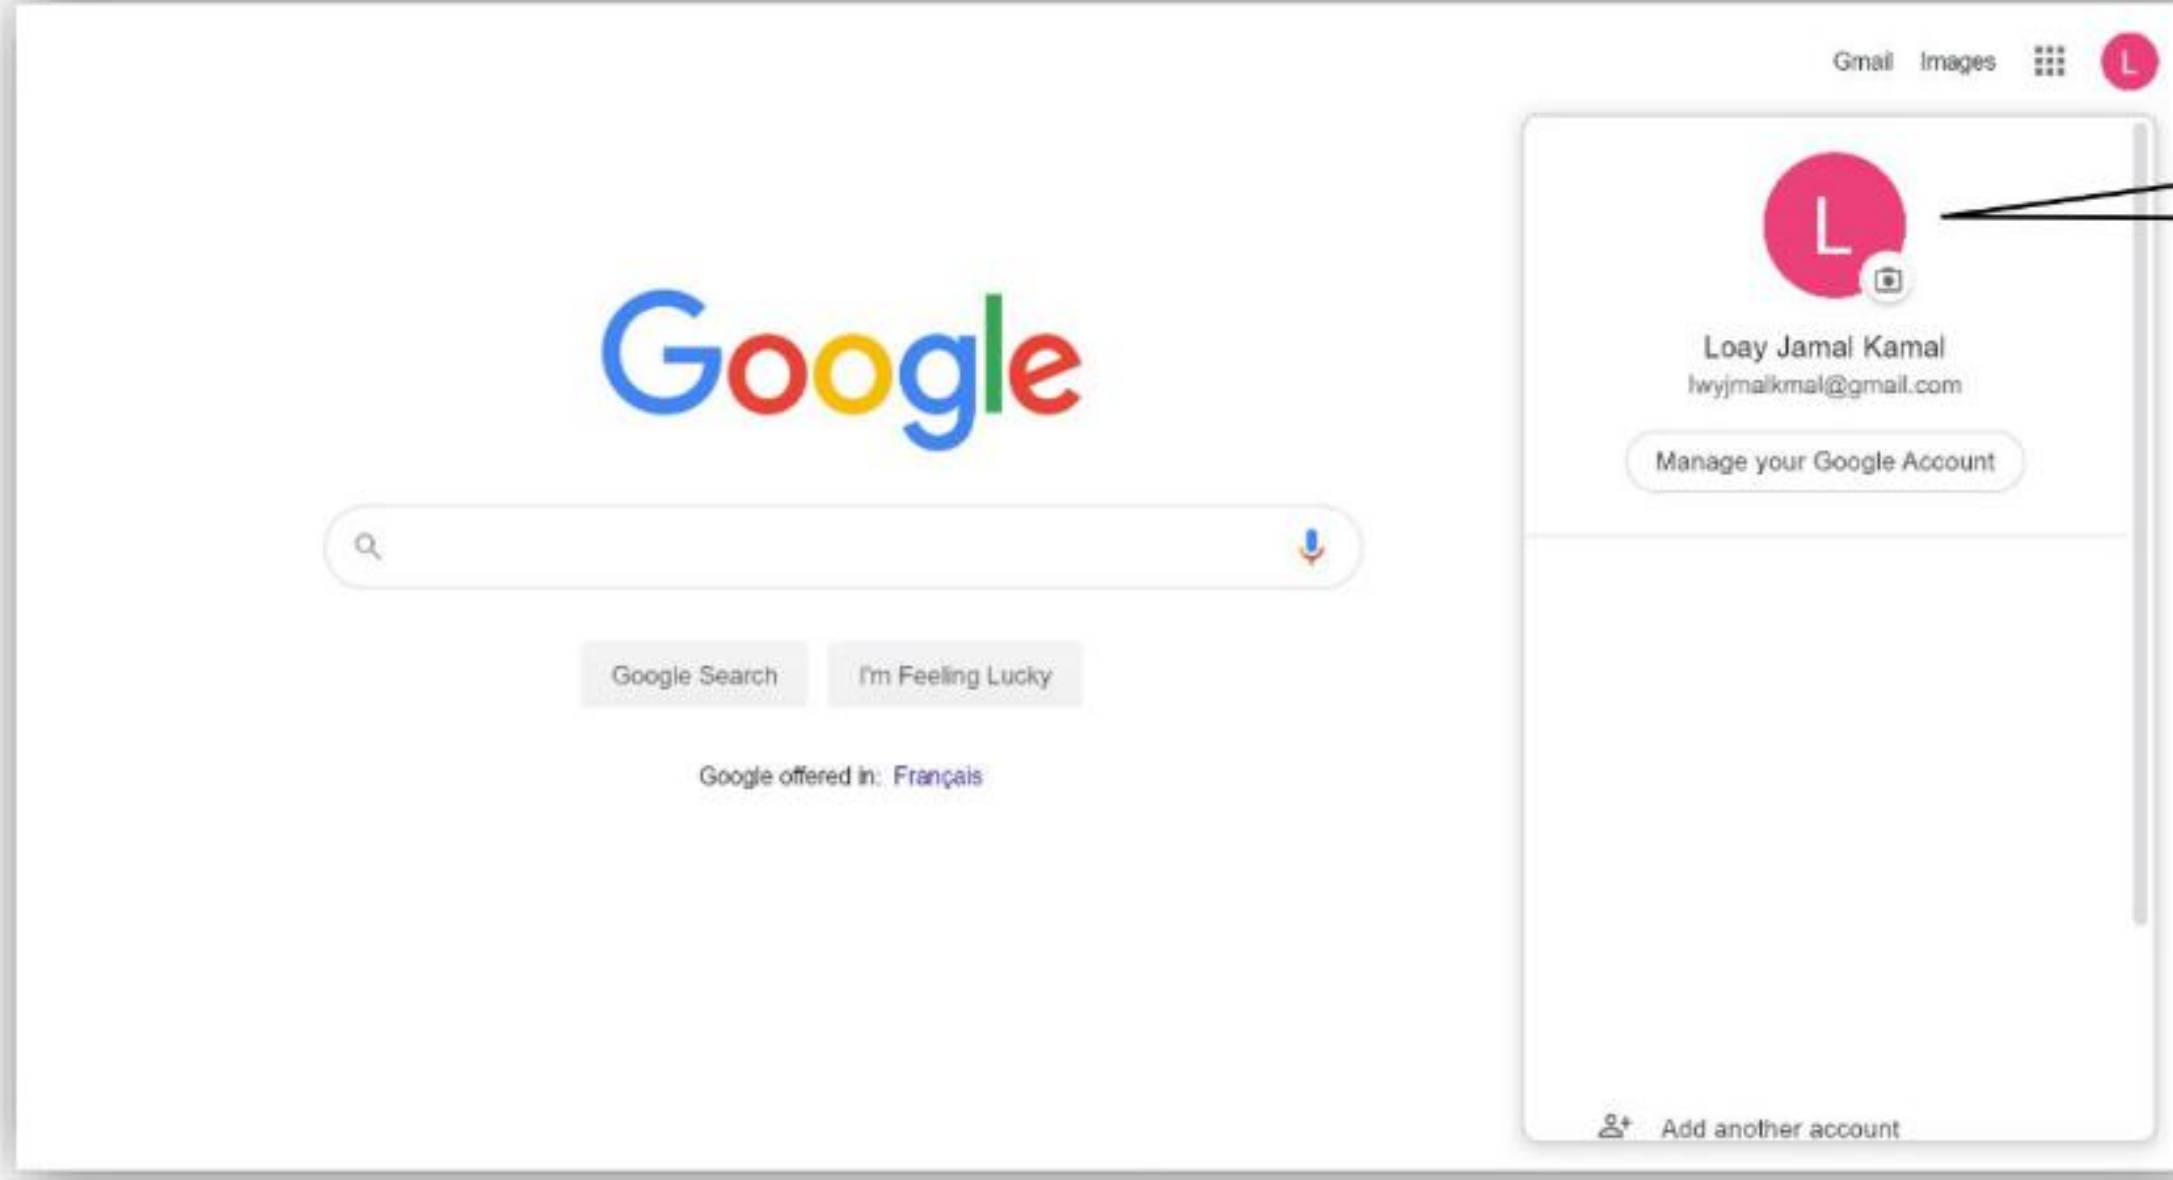 Gmail Images L
L
Loay Jamal Kamal
lwyjmalkmal@gmail.com
Manage your Google Account
Google
Google Search I'm Feeling Lucky
Google offered in: Français
Add another account